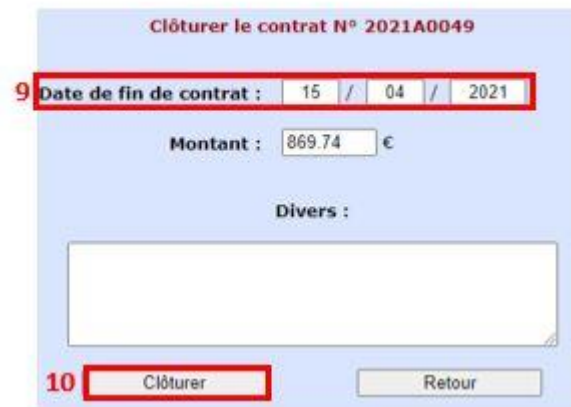 Clôturer le contrat N° 2021A0049
9 Date de fin de contrat : 15 / 04 / 2021
Montant : 869.74 €
Divers :
10 Clôturer Retour